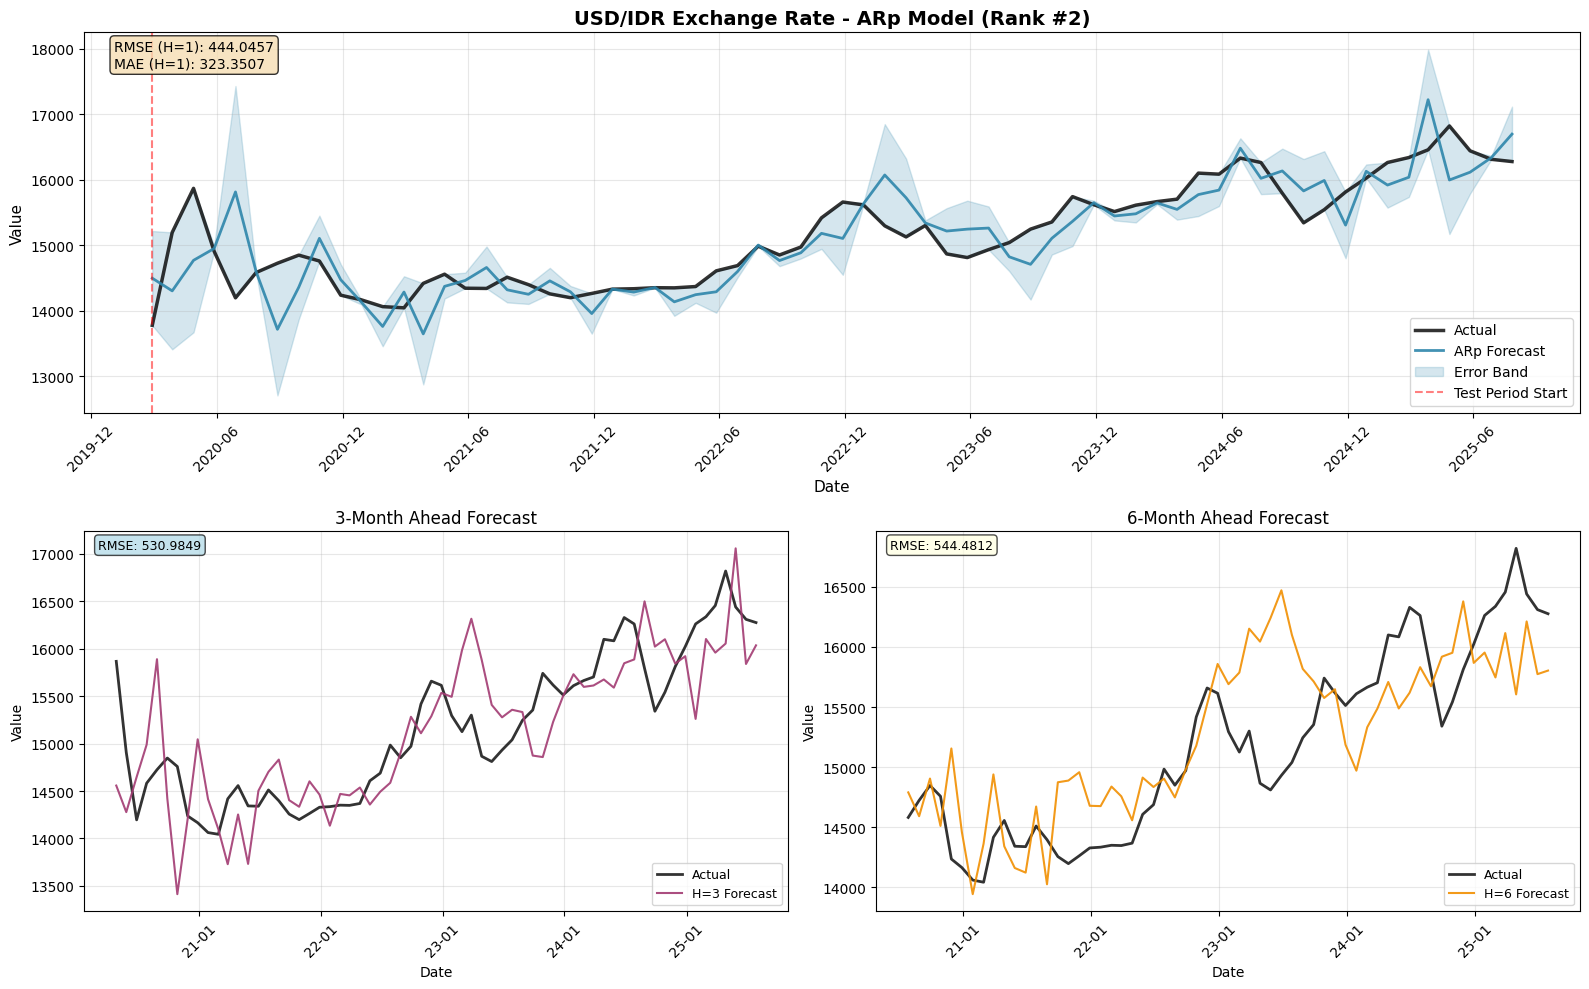 USD/IDR Exchange Rate - ARp Model (Rank #2)
RMSE (H=1): 444.0457
MAE (H=1): 323.3507
18000
17000
16000
15000
14000
13000
Value
Actual
ARp Forecast
Error Band
Test Period Start
2019-12
2020-06
2020-12
2021-06
2021-12
2022-06
2022-12
2023-06
2023-12
2024-06
2024-12
2025-06
Date
3-Month Ahead Forecast
RMSE: 530.9849
17000
16500
16000
15500
15000
14500
14000
13500
Value
Actual
H=3 Forecast
21-01
22-01
23-01
24-01
25-01
Date
6-Month Ahead Forecast
RMSE: 544.4812
16500
16000
15500
15000
14500
14000
Value
Actual
H=6 Forecast
21-01
22-01
23-01
24-01
25-01
Date